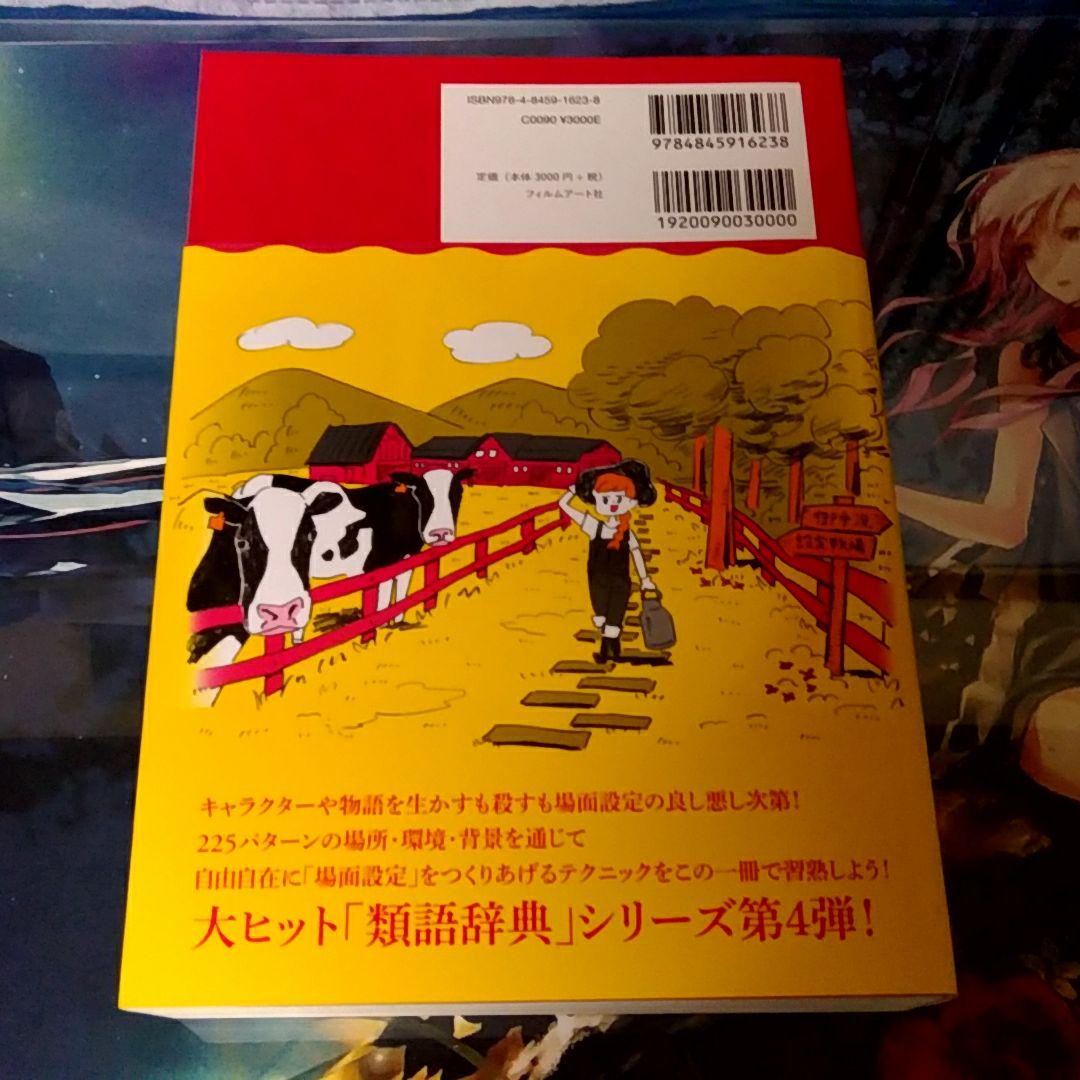 ISBN978-4-8459-1623-8
C0090 ¥3000E
9784845916238
定価(本体 3000円+税)
フィルムアート社
1920090030000
設定牧場
キャラクターや物語を生かすも殺すも場面設定の良し悪し次第!
225パターンの場所・環境・背景を通じて
自由自在に「場面設定」をつくりあげるテクニックをこの一冊で習熟しよう!
大ヒット「類語辞典」シリーズ第4弾!